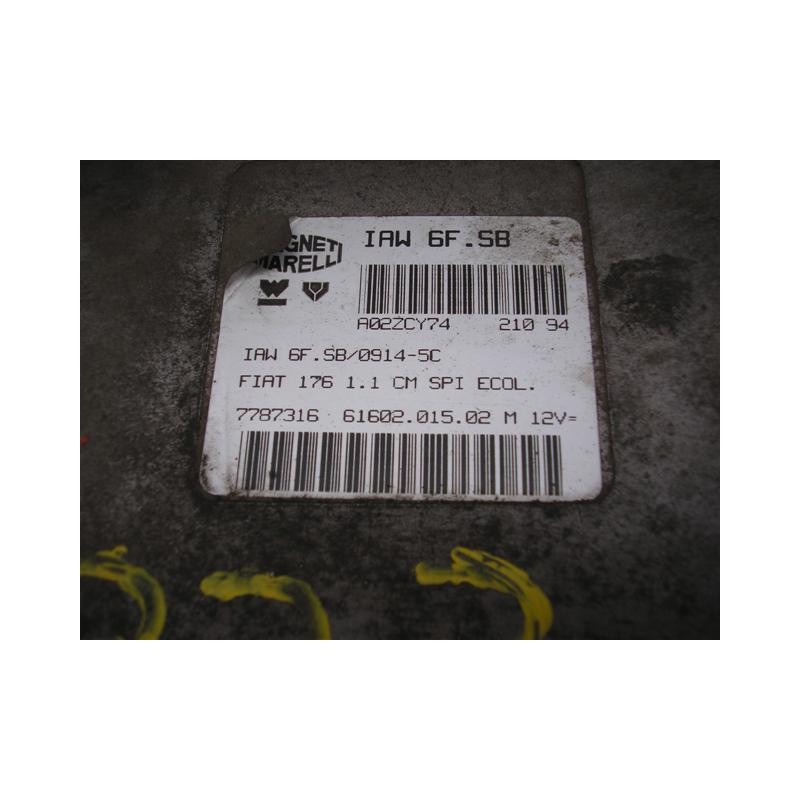 MARELLI
IAW 6F.SB
A02ZCY74 210 94
IAW 6F.SB/0914-5C
FIAT 176 1.1 CM SPI ECOL.
7787316 61602.015.02 M 12V=